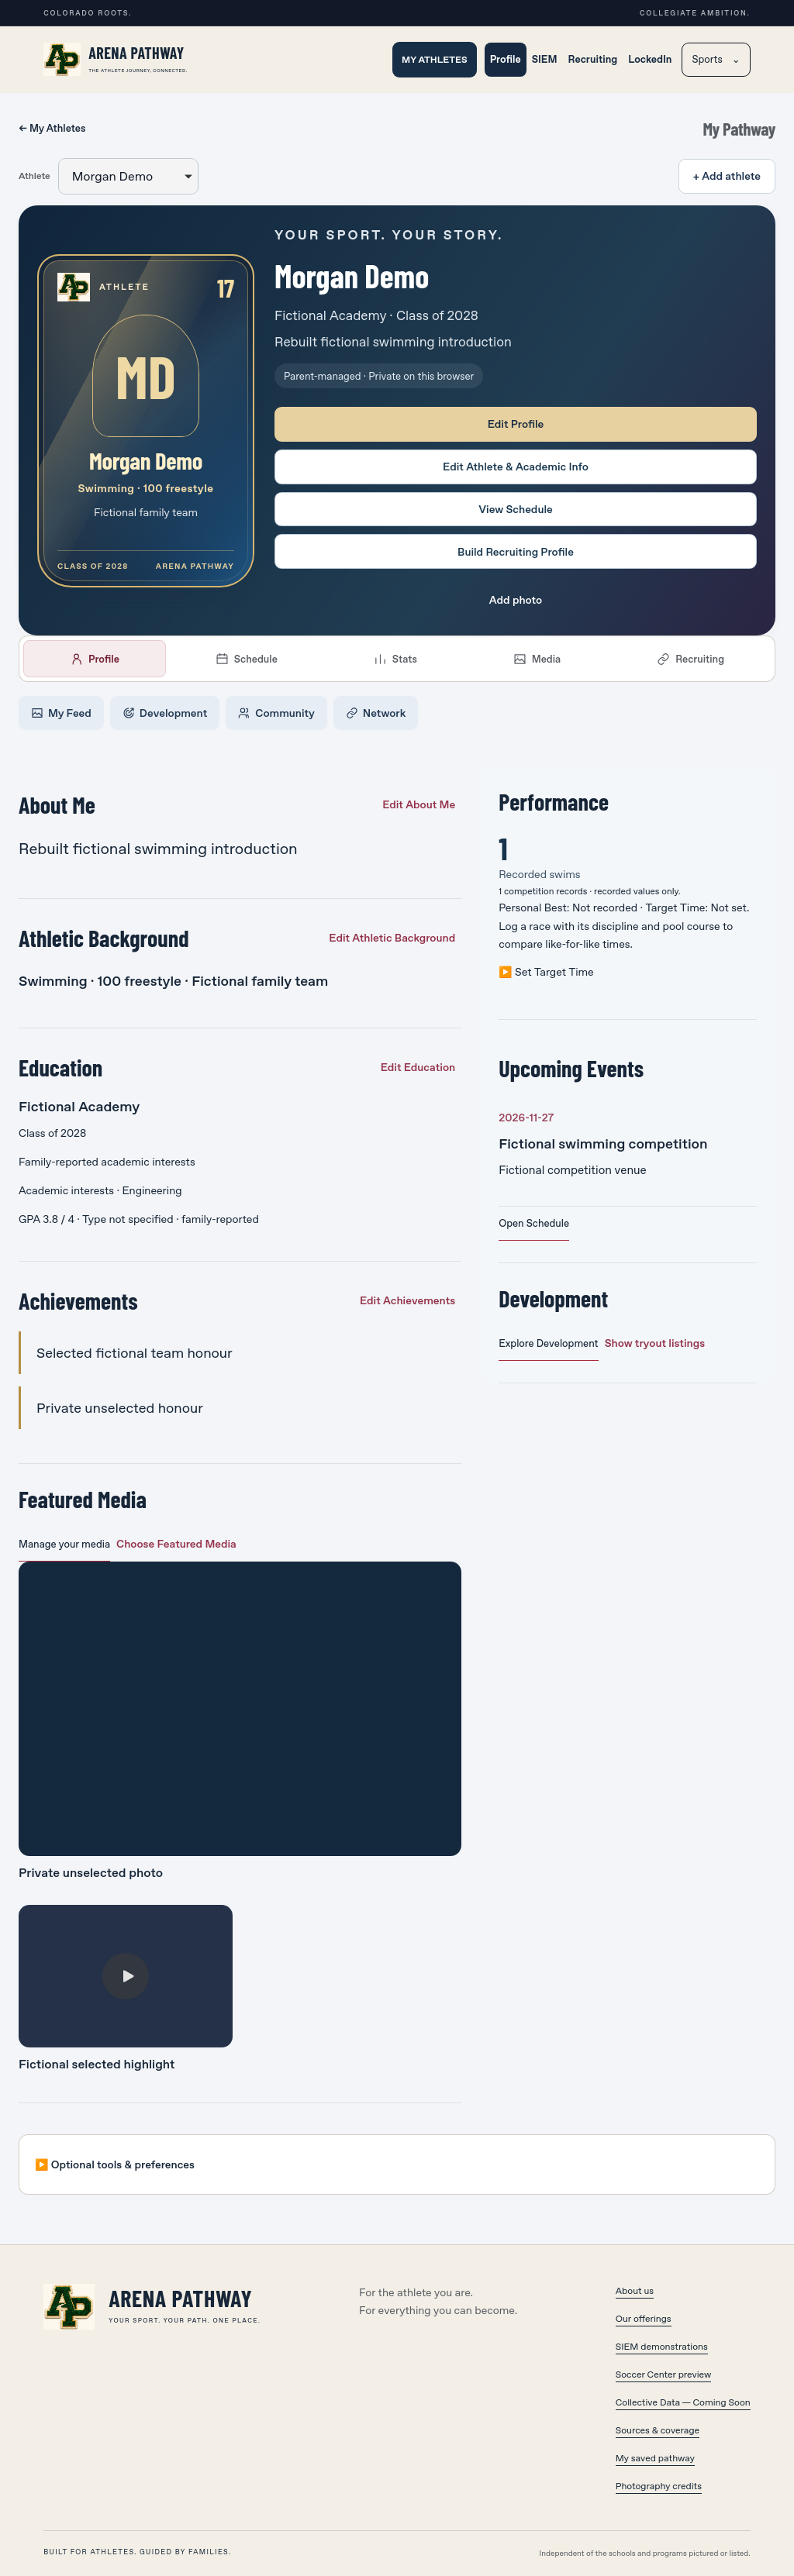 COLORADO ROOTS.
COLLEGIATE AMBITION.
AP
ARENA PATHWAY
THE ATHLETE JOURNEY, CONNECTED.
MY ATHLETES
Profile
SIEM
Recruiting
LockedIn
Sports
← My Athletes
My Pathway
Athlete
Morgan Demo
+ Add athlete
YOUR SPORT. YOUR STORY.
AP
ATHLETE
17
MD
Morgan Demo
Swimming · 100 freestyle
Fictional family team
CLASS OF 2028
ARENA PATHWAY
Morgan Demo
Fictional Academy · Class of 2028
Rebuilt fictional swimming introduction
Parent-managed · Private on this browser
Edit Profile
Edit Athlete & Academic Info
View Schedule
Build Recruiting Profile
Add photo
Profile
Schedule
Stats
Media
Recruiting
My Feed
Development
Community
Network
About Me
Edit About Me
Rebuilt fictional swimming introduction
Athletic Background
Edit Athletic Background
Swimming · 100 freestyle · Fictional family team
Education
Edit Education
Fictional Academy
Class of 2028
Family-reported academic interests
Academic interests · Engineering
GPA 3.8 / 4 · Type not specified · family-reported
Achievements
Edit Achievements
Selected fictional team honour
Private unselected honour
Featured Media
Manage your media
Choose Featured Media
Private unselected photo
Fictional selected highlight
Performance
1
Recorded swims
1 competition records · recorded values only.
Personal Best: Not recorded · Target Time: Not set.
Log a race with its discipline and pool course to
compare like-for-like times.
Set Target Time
Upcoming Events
2026-11-27
Fictional swimming competition
Fictional competition venue
Open Schedule
Development
Explore Development
Show tryout listings
Optional tools & preferences
AP
ARENA PATHWAY
YOUR SPORT. YOUR PATH. ONE PLACE.
For the athlete you are.
For everything you can become.
About us
Our offerings
SIEM demonstrations
Soccer Center preview
Collective Data — Coming Soon
Sources & coverage
My saved pathway
Photography credits
BUILT FOR ATHLETES. GUIDED BY FAMILIES.
Independent of the schools and programs pictured or listed.